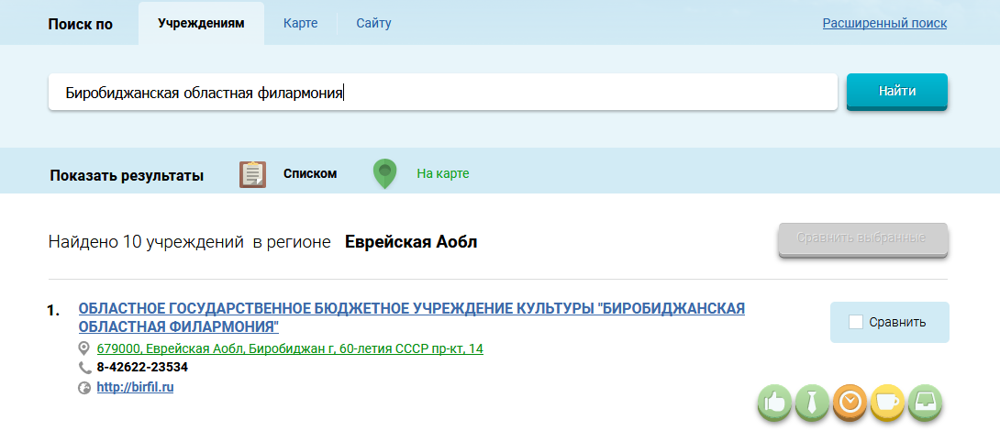 Поиск по Учреждениям Карте Сайту Расширенный поиск
Биробиджанская областная филармония Найти
Показать результаты Списком На карте
Найдено 10 учреждений в регионе Еврейская Аобл Сравнить выбранные
1. ОБЛАСТНОЕ ГОСУДАРСТВЕННОЕ БЮДЖЕТНОЕ УЧРЕЖДЕНИЕ КУЛЬТУРЫ "БИРОБИДЖАНСКАЯ
ОБЛАСТНАЯ ФИЛАРМОНИЯ"
Сравнить
679000, Еврейская Аобл, Биробиджан г, 60-летия СССР пр-кт, 14
8-42622-23534
http://birfil.ru